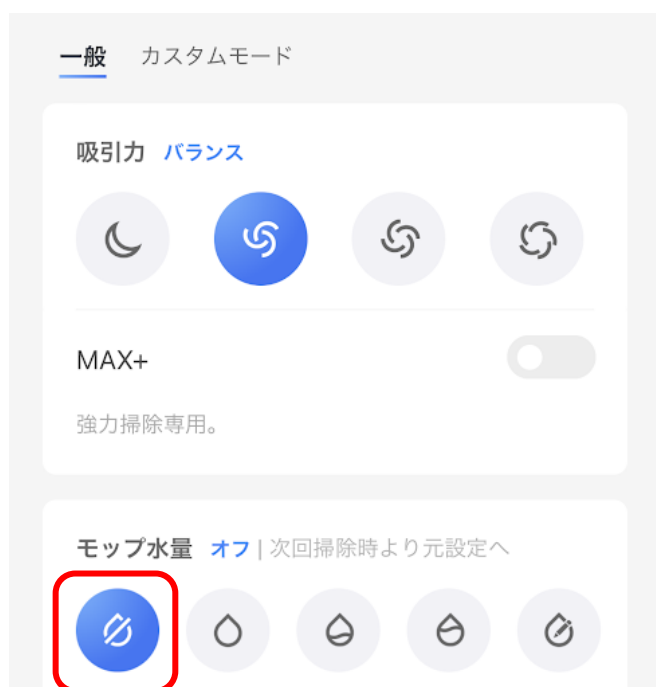 一般 カスタムモード
吸引力 バランス
MAX+
強力掃除専用。
モップ水量 オフ | 次回掃除時より元設定へ